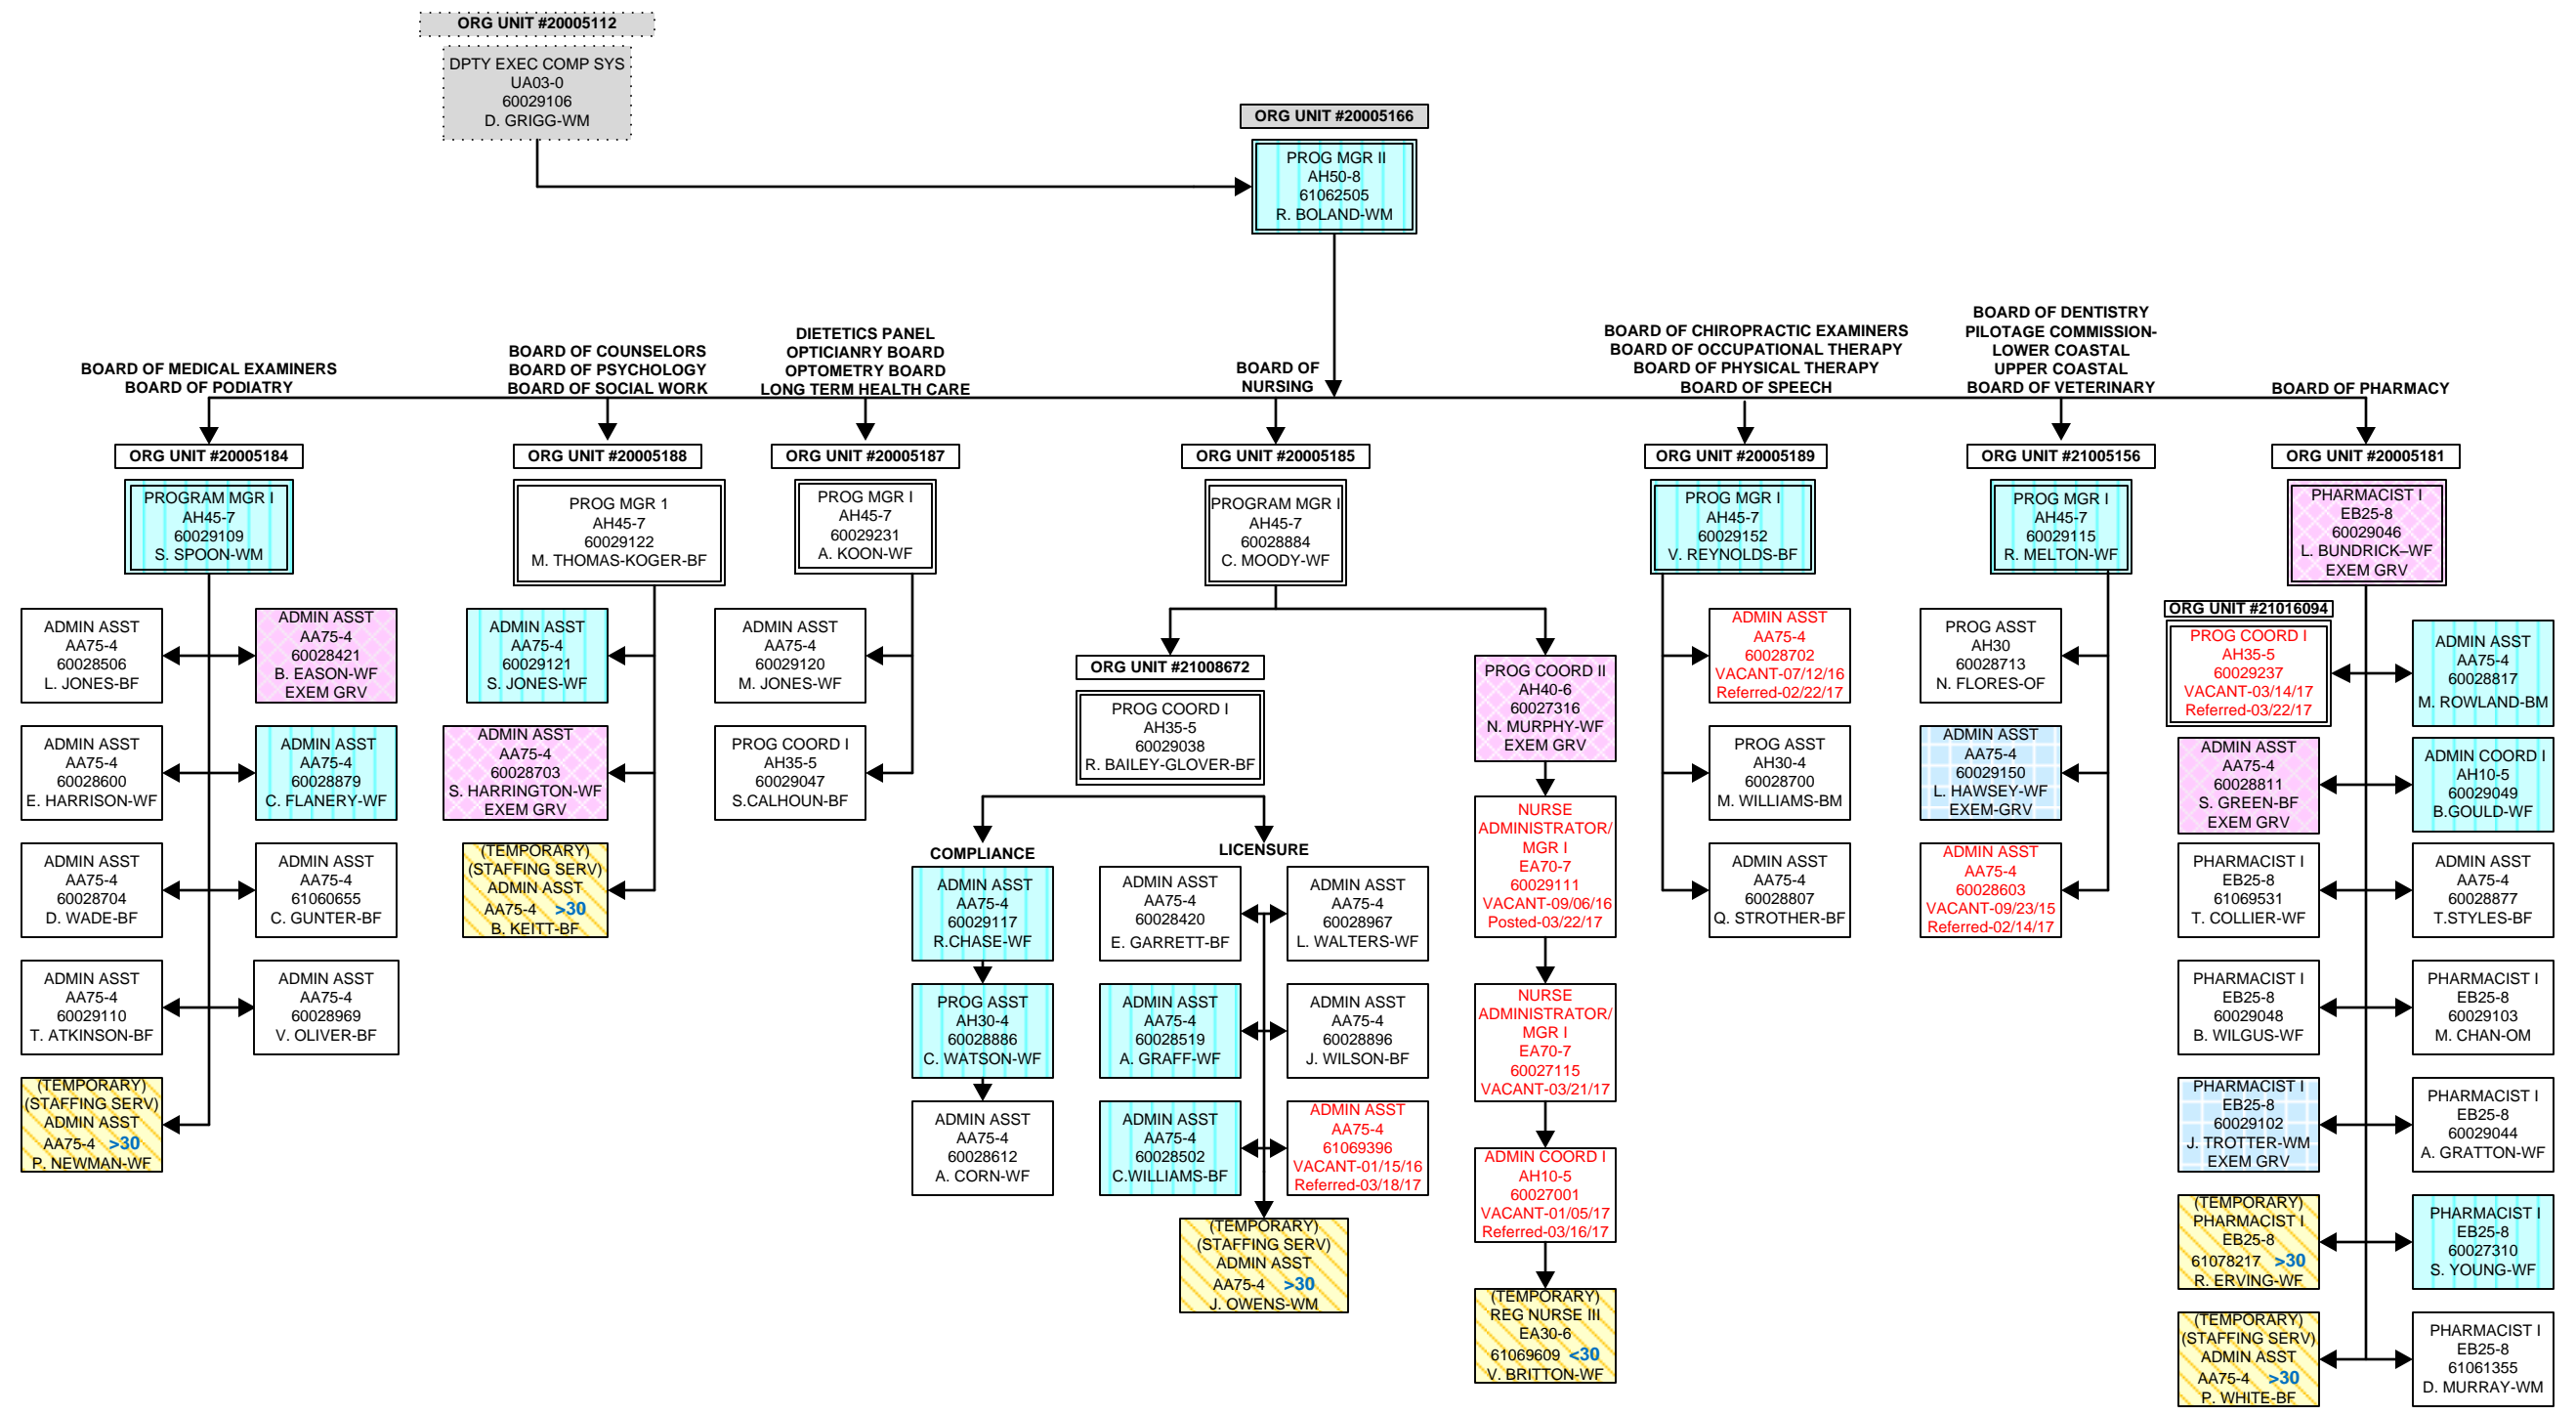 ORG UNIT #20005112
DPTY EXEC COMP SYS
UA03-0
60029106
D. GRIGG-WM
ORG UNIT #20005166
PROG MGR II
AH50-8
61062505
R. BOLAND-WM
BOARD OF MEDICAL EXAMINERS
BOARD OF PODIATRY
ORG UNIT #20005184
PROGRAM MGR I
AH45-7
60029109
S. SPOON-WM
ADMIN ASST
AA75-4
60028506
L. JONES-BF
ADMIN ASST
AA75-4
60028421
B. EASON-WF
EXEM GRV
ADMIN ASST
AA75-4
60028600
E. HARRISON-WF
ADMIN ASST
AA75-4
60028879
C. FLANERY-WF
ADMIN ASST
AA75-4
60028704
D. WADE-BF
ADMIN ASST
AA75-4
61060655
C. GUNTER-BF
ADMIN ASST
AA75-4
60029110
T. ATKINSON-BF
ADMIN ASST
AA75-4
60028969
V. OLIVER-BF
(TEMPORARY)
(STAFFING SERV)
ADMIN ASST
AA75-4 >30
P. NEWMAN-WF
BOARD OF COUNSELORS
BOARD OF PSYCHOLOGY
BOARD OF SOCIAL WORK
ORG UNIT #20005188
PROG MGR 1
AH45-7
60029122
M. THOMAS-KOGER-BF
ADMIN ASST
AA75-4
60029121
S. JONES-WF
ADMIN ASST
AA75-4
60028703
S. HARRINGTON-WF
EXEM GRV
(TEMPORARY)
(STAFFING SERV)
ADMIN ASST
AA75-4 >30
B. KEITT-BF
DIETETICS PANEL
OPTICIANRY BOARD
OPTOMETRY BOARD
LONG TERM HEALTH CARE
ORG UNIT #20005187
PROG MGR I
AH45-7
60029231
A. KOON-WF
ADMIN ASST
AA75-4
60029120
M. JONES-WF
PROG COORD I
AH35-5
60029047
S.CALHOUN-BF
BOARD OF
NURSING
ORG UNIT #20005185
PROGRAM MGR I
AH45-7
60028884
C. MOODY-WF
ORG UNIT #21008672
PROG COORD I
AH35-5
60029038
R. BAILEY-GLOVER-BF
COMPLIANCE
ADMIN ASST
AA75-4
60029117
R.CHASE-WF
PROG ASST
AH30-4
60028886
C. WATSON-WF
ADMIN ASST
AA75-4
60028612
A. CORN-WF
LICENSURE
ADMIN ASST
AA75-4
60028420
E. GARRETT-BF
ADMIN ASST
AA75-4
60028967
L. WALTERS-WF
ADMIN ASST
AA75-4
60028519
A. GRAFF-WF
ADMIN ASST
AA75-4
60028896
J. WILSON-BF
ADMIN ASST
AA75-4
60028502
C.WILLIAMS-BF
ADMIN ASST
AA75-4
61069396
VACANT-01/15/16
Referred-03/18/17
(TEMPORARY)
(STAFFING SERV)
ADMIN ASST
AA75-4 >30
J. OWENS-WM
PROG COORD II
AH40-6
60027316
N. MURPHY-WF
EXEM GRV
NURSE
ADMINISTRATOR/
MGR I
EA70-7
60029111
VACANT-09/06/16
Posted-03/22/17
NURSE
ADMINISTRATOR/
MGR I
EA70-7
60027115
VACANT-03/21/17
ADMIN COORD I
AH10-5
60027001
VACANT-01/05/17
Referred-03/16/17
(TEMPORARY)
REG NURSE III
EA30-6
61069609 <30
V. BRITTON-WF
BOARD OF CHIROPRACTIC EXAMINERS
BOARD OF OCCUPATIONAL THERAPY
BOARD OF PHYSICAL THERAPY
BOARD OF SPEECH
ORG UNIT #20005189
PROG MGR I
AH45-7
60029152
V. REYNOLDS-BF
ADMIN ASST
AA75-4
60028702
VACANT-07/12/16
Referred-02/22/17
PROG ASST
AH30-4
60028700
M. WILLIAMS-BM
ADMIN ASST
AA75-4
60028807
Q. STROTHER-BF
BOARD OF DENTISTRY
PILOTAGE COMMISSION-
LOWER COASTAL
UPPER COASTAL
BOARD OF VETERINARY
ORG UNIT #21005156
PROG MGR I
AH45-7
60029115
R. MELTON-WF
PROG ASST
AH30
60028713
N. FLORES-OF
ADMIN ASST
AA75-4
60029150
L. HAWSEY-WF
EXEM-GRV
ADMIN ASST
AA75-4
60028603
VACANT-09/23/15
Referred-02/14/17
BOARD OF PHARMACY
ORG UNIT #20005181
PHARMACIST I
EB25-8
60029046
L. BUNDRICK–WF
EXEM GRV
ORG UNIT #21016094
PROG COORD I
AH35-5
60029237
VACANT-03/14/17
Referred-03/22/17
ADMIN ASST
AA75-4
60028817
M. ROWLAND-BM
ADMIN ASST
AA75-4
60028811
S. GREEN-BF
EXEM GRV
ADMIN COORD I
AH10-5
60029049
B.GOULD-WF
PHARMACIST I
EB25-8
61069531
T. COLLIER-WF
ADMIN ASST
AA75-4
60028877
T.STYLES-BF
PHARMACIST I
EB25-8
60029048
B. WILGUS-WF
PHARMACIST I
EB25-8
60029103
M. CHAN-OM
PHARMACIST I
EB25-8
60029102
J. TROTTER-WM
EXEM GRV
PHARMACIST I
EB25-8
60029044
A. GRATTON-WF
(TEMPORARY)
PHARMACIST I
EB25-8
61078217 >30
R. ERVING-WF
PHARMACIST I
EB25-8
60027310
S. YOUNG-WF
(TEMPORARY)
(STAFFING SERV)
ADMIN ASST
AA75-4 >30
P. WHITE-BF
PHARMACIST I
EB25-8
61061355
D. MURRAY-WM